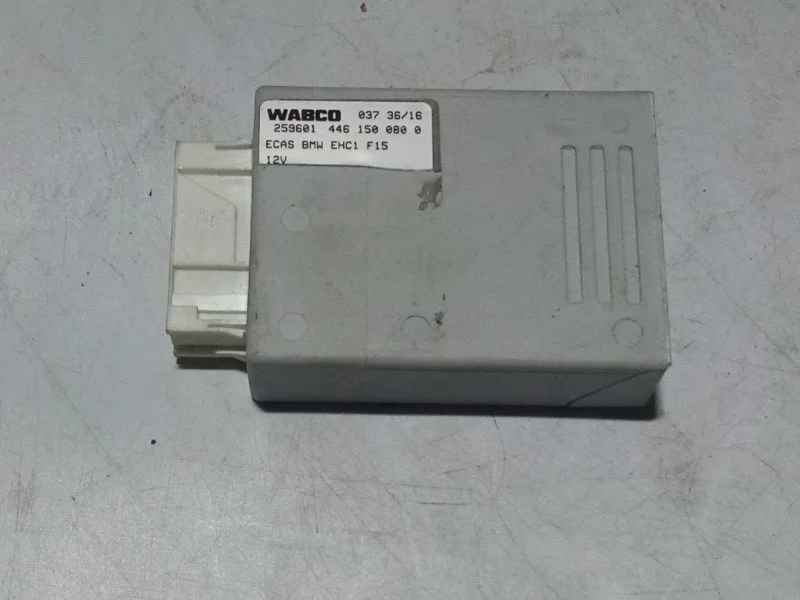 WABCO 037 36/16
259601 446 150 080 0
ECAS BMW EHC1 F15
12V